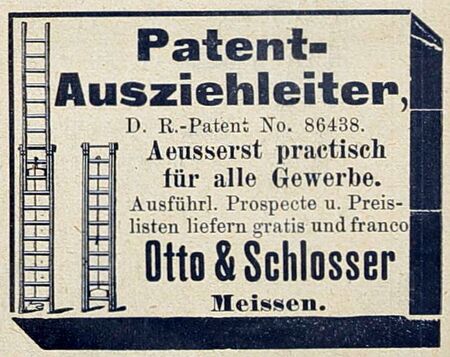 Patent-
Ausziehleiter,
D. R.-Patent No. 86438.
Aeusserst practisch
für alle Gewerbe.
Ausführl. Prospecte u. Preis-
listen liefern gratis und franco
Otto & Schlosser
Meissen.